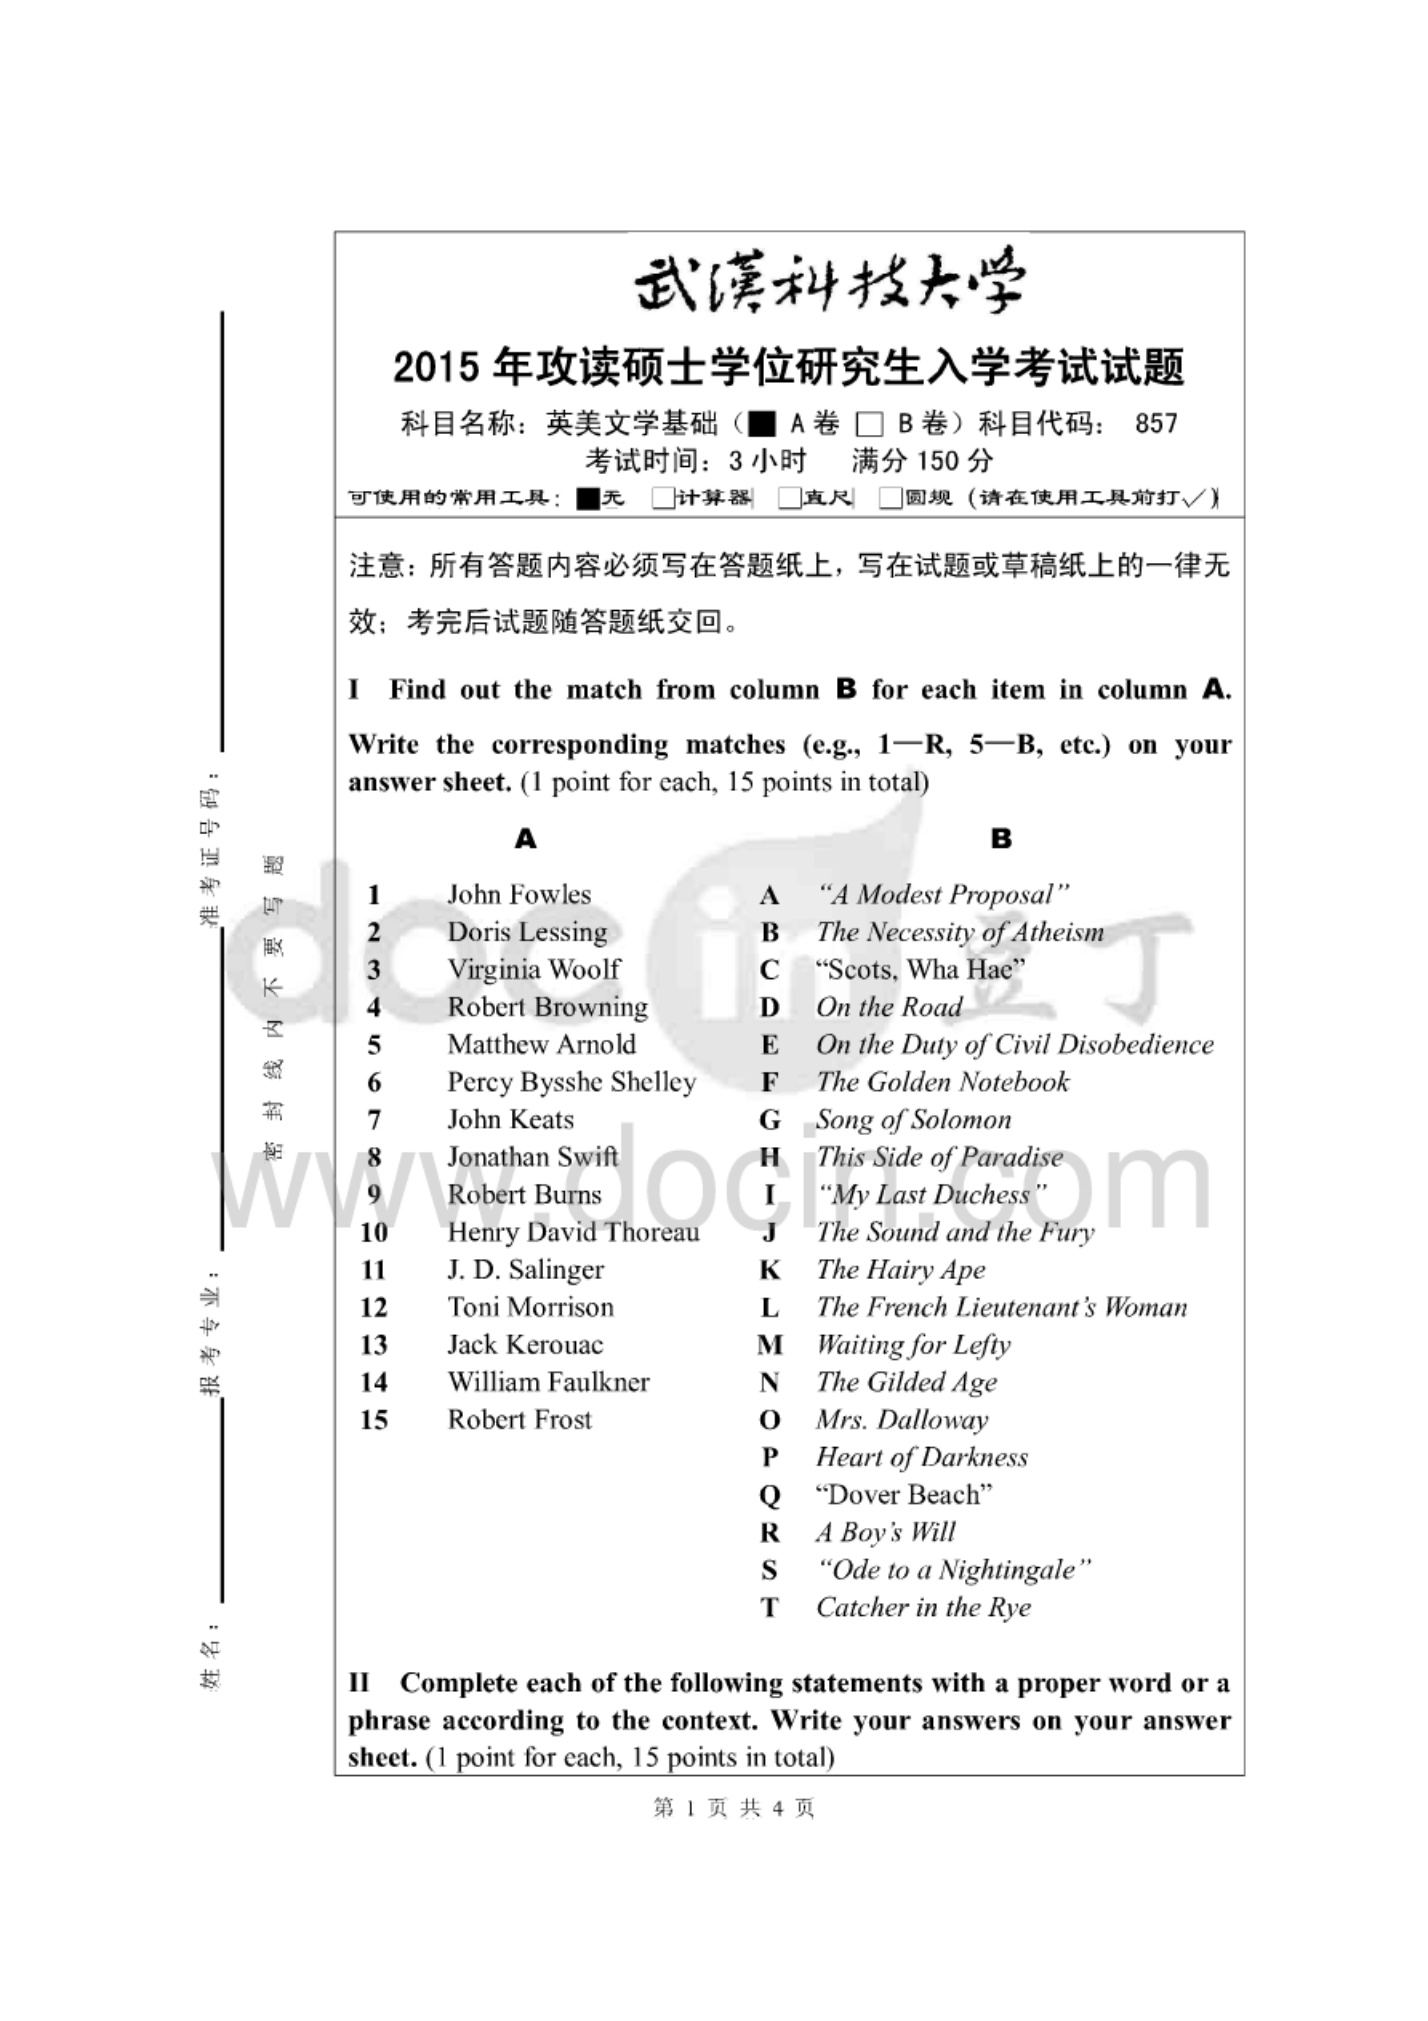 武漢科技大学
2015 年攻读硕士学位研究生入学考试试题
科目名称：英美文学基础（■ A 卷 □ B 卷）科目代码： 857
考试时间：3 小时 满分 150 分
可使用的常用工具：■无 □计算器 □直尺 □圆规（请在使用工具前打√）
注意：所有答题内容必须写在答题纸上，写在试题或草稿纸上的一律无
效；考完后试题随答题纸交回。
I Find out the match from column B for each item in column A.
Write the corresponding matches (e.g., 1—R, 5—B, etc.) on your
answer sheet. (1 point for each, 15 points in total)
A B
1 John Fowles A “A Modest Proposal”
2 Doris Lessing B The Necessity of Atheism
3 Virginia Woolf C “Scots, Wha Hae”
4 Robert Browning D On the Road
5 Matthew Arnold E On the Duty of Civil Disobedience
6 Percy Bysshe Shelley F The Golden Notebook
7 John Keats G Song of Solomon
8 Jonathan Swift H This Side of Paradise
9 Robert Burns I “My Last Duchess”
10 Henry David Thoreau J The Sound and the Fury
11 J. D. Salinger K The Hairy Ape
12 Toni Morrison L The French Lieutenant’s Woman
13 Jack Kerouac M Waiting for Lefty
14 William Faulkner N The Gilded Age
15 Robert Frost O Mrs. Dalloway
P Heart of Darkness
Q “Dover Beach”
R A Boy’s Will
S “Ode to a Nightingale”
T Catcher in the Rye
II Complete each of the following statements with a proper word or a
phrase according to the context. Write your answers on your answer
sheet. (1 point for each, 15 points in total)
第 1 页 共 4 页
姓名： 报考专业： 准考证号码：
密封线内不要写题
docin 豆丁
www.docin.com